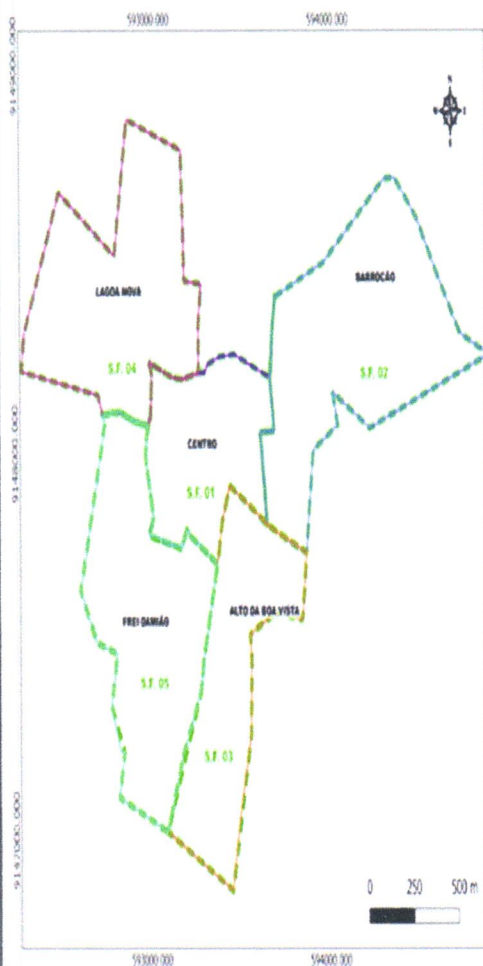 593000.000 594000.000
9149000.000
N
LAGOA NOVA
BARROCÃO
S.F. 04
S.F. 02
CENTRO
9148000.000
S.F. 01
ALTO DA BOA VISTA
FREI DAMIÃO
S.F. 05
S.F. 03
9147000.000
0 250 500 m
593000.000 594000.000